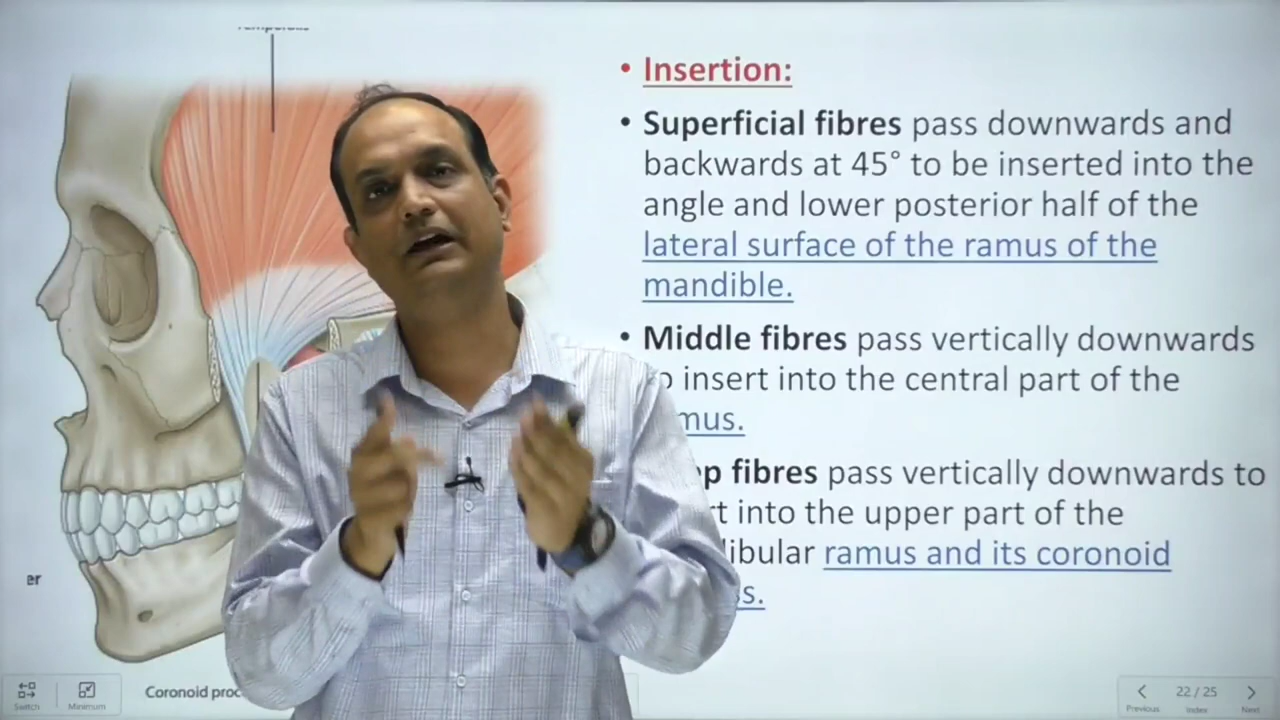 • Insertion:
• Superficial fibres pass downwards and
backwards at 45° to be inserted into the
angle and lower posterior half of the
lateral surface of the ramus of the
mandible.
• Middle fibres pass vertically downwards
insert into the central part of the
mus.
p fibres pass vertically downwards to
rt into the upper part of the
libular ramus and its coronoid
s.
er
Switch
Minimum
Coronoid proc
Previous
22 / 25
Index
Next